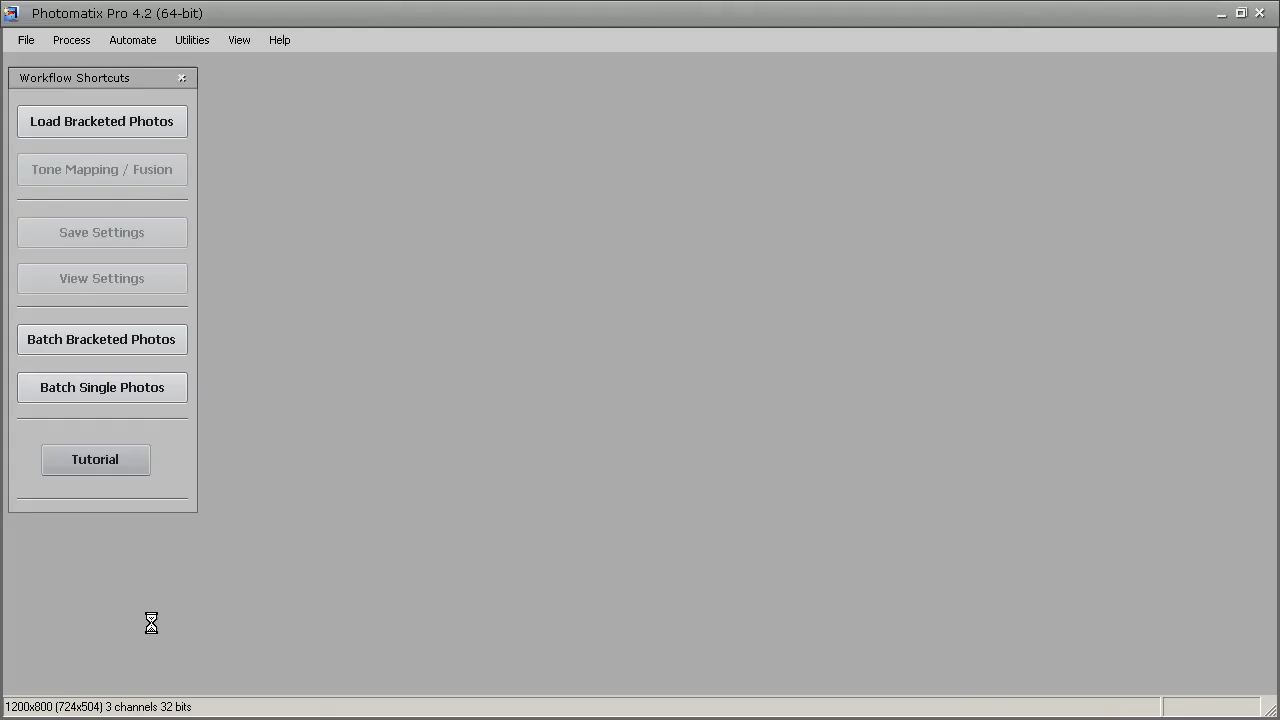 Photomatix Pro 4.2 (64-bit)
File Process Automate Utilities View Help
Workflow Shortcuts
Load Bracketed Photos
Tone Mapping / Fusion
Save Settings
View Settings
Batch Bracketed Photos
Batch Single Photos
Tutorial
1200x800 (724x504) 3 channels 32 bits